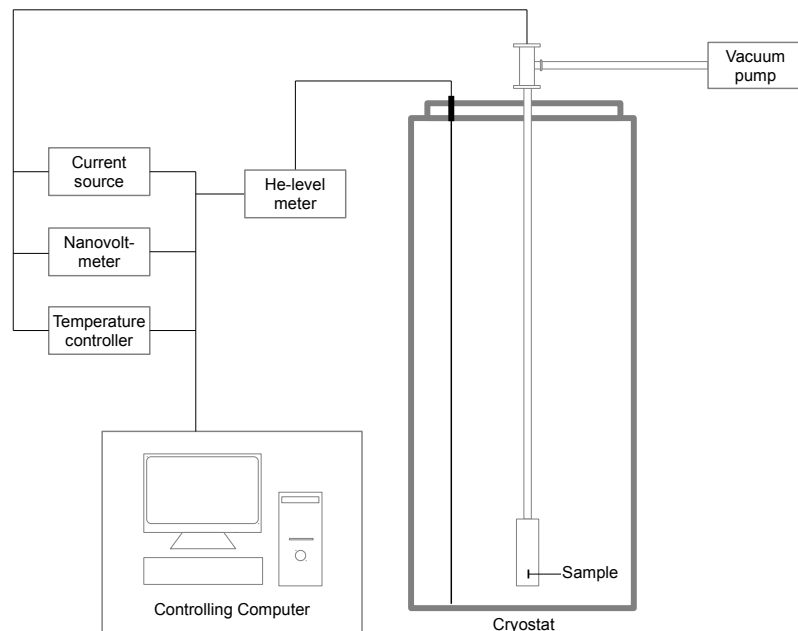 Vacuum
pump
Current
source
He-level
meter
Nanovolt-
meter
Temperature
controller
Sample
Controlling Computer
Cryostat